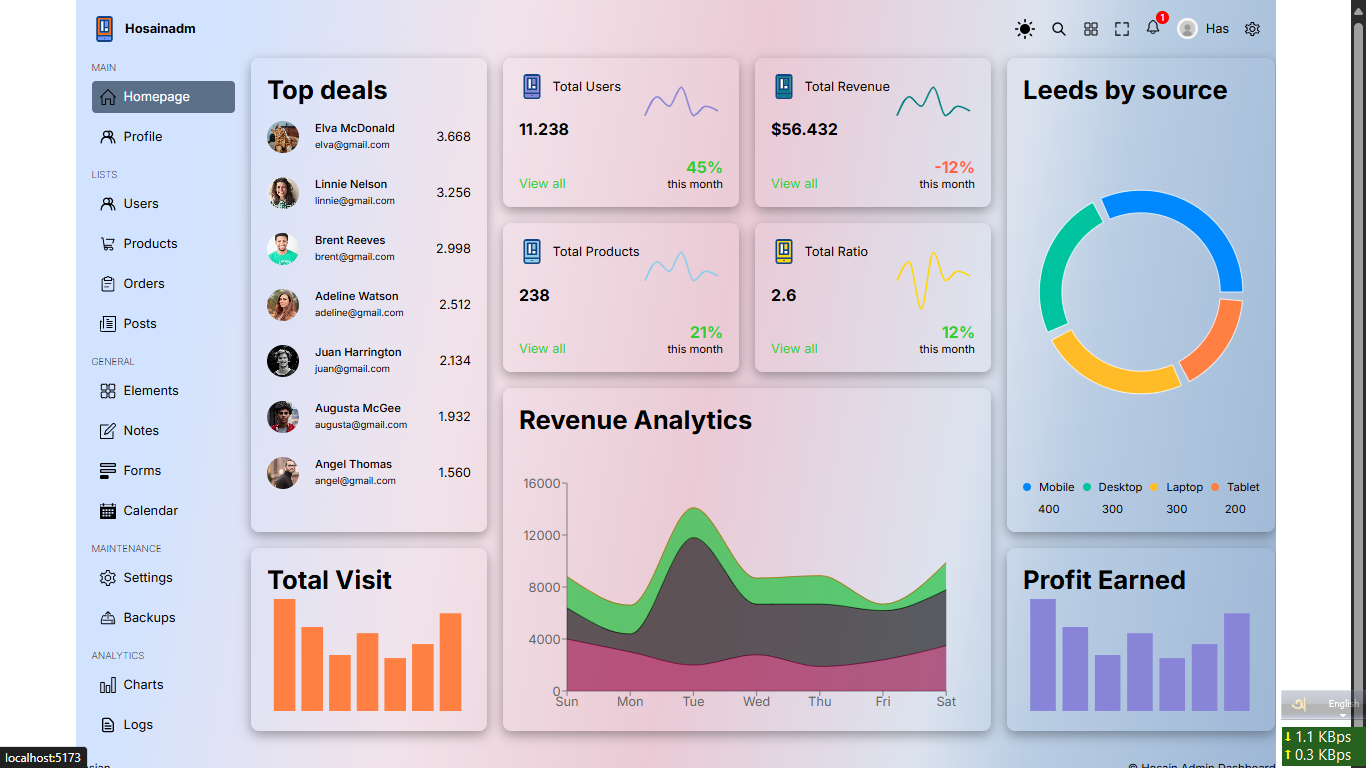 Hosainadm
1
Has
MAIN
Homepage
Profile
LISTS
Users
Products
Orders
Posts
GENERAL
Elements
Notes
Forms
Calendar
MAINTENANCE
Settings
Backups
ANALYTICS
Charts
Logs
Top deals
Elva McDonald
elva@gmail.com
3.668
Linnie Nelson
linnie@gmail.com
3.256
Brent Reeves
brent@gmail.com
2.998
Adeline Watson
adeline@gmail.com
2.512
Juan Harrington
juan@gmail.com
2.134
Augusta McGee
augusta@gmail.com
1.932
Angel Thomas
angel@gmail.com
1.560
Total Users
11.238
View all
45%
this month
Total Revenue
$56.432
View all
-12%
this month
Total Products
238
View all
21%
this month
Total Ratio
2.6
View all
12%
this month
Leeds by source
Mobile Desktop Laptop Tablet
400 300 300 200
Total Visit
Revenue Analytics
16000
12000
8000
4000
0
Sun Mon Tue Wed Thu Fri Sat
Profit Earned
অ English
↓ 1.1 KBps
↑ 0.3 KBps
localhost:5173
© Hosain Admin Dashboard